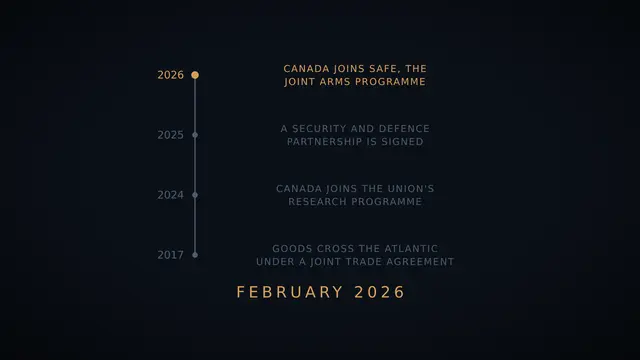 2026
CANADA JOINS SAFE, THE
JOINT ARMS PROGRAMME
2025
A SECURITY AND DEFENCE
PARTNERSHIP IS SIGNED
2024
CANADA JOINS THE UNION'S
RESEARCH PROGRAMME
2017
GOODS CROSS THE ATLANTIC
UNDER A JOINT TRADE AGREEMENT
FEBRUARY 2026